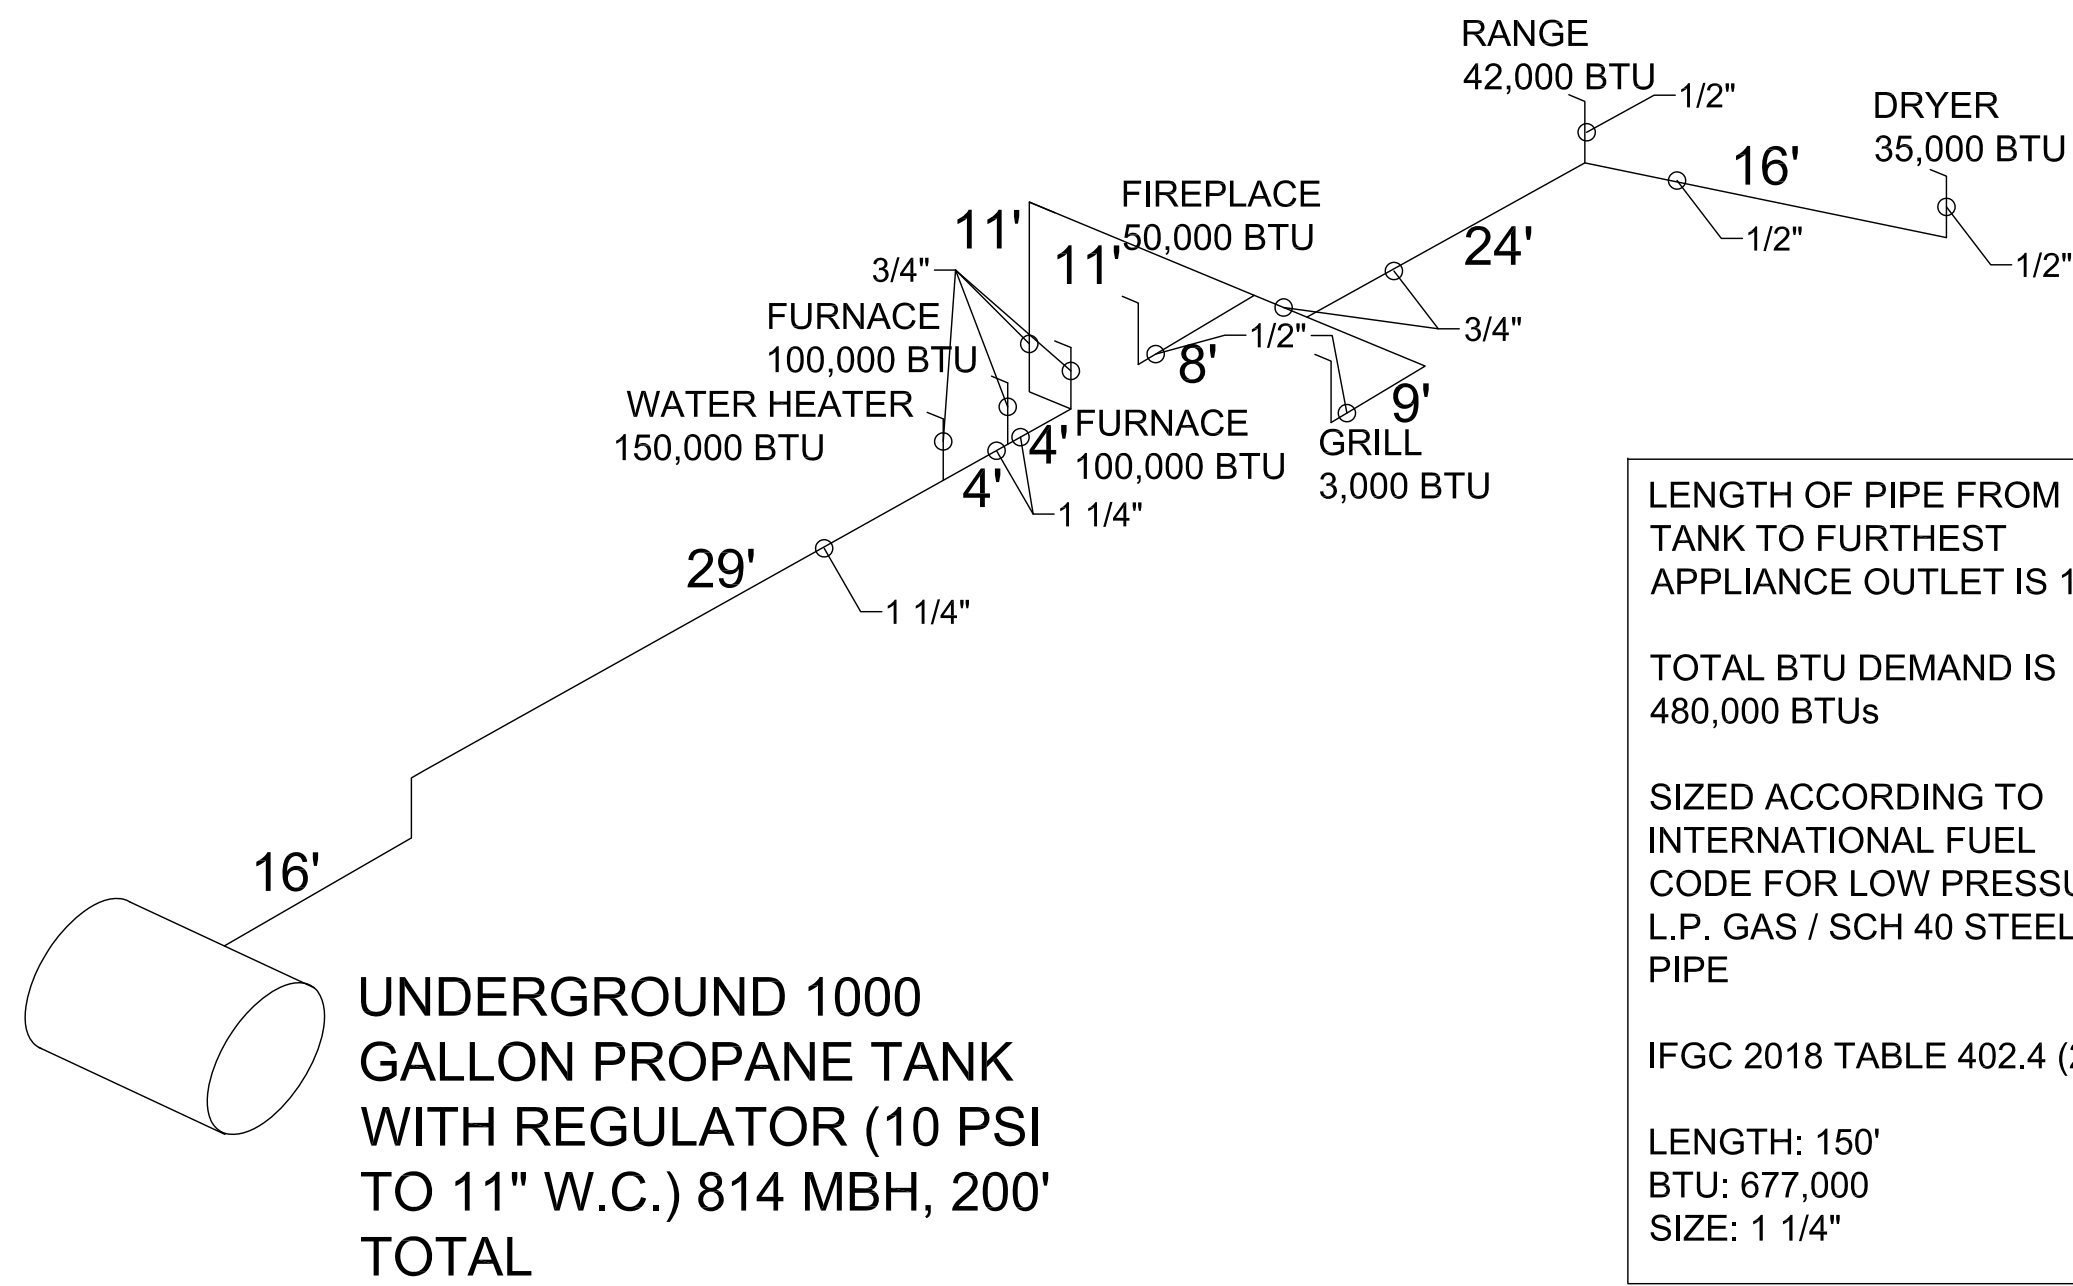 RANGE
42,000 BTU
1/2"
DRYER
35,000 BTU
16'
1/2"
1/2"
FIREPLACE
50,000 BTU
11'
11'
24'
3/4"
3/4"
FURNACE
100,000 BTU
1/2"
8'
9'
WATER HEATER
150,000 BTU
4'
FURNACE
100,000 BTU
GRILL
3,000 BTU
4'
1 1/4"
29'
1 1/4"
16'
UNDERGROUND 1000
GALLON PROPANE TANK
WITH REGULATOR (10 PSI
TO 11" W.C.) 814 MBH, 200'
TOTAL
LENGTH OF PIPE FROM
TANK TO FURTHEST
APPLIANCE OUTLET IS
TOTAL BTU DEMAND IS
480,000 BTUs
SIZED ACCORDING TO
INTERNATIONAL FUEL
CODE FOR LOW
L.P. GAS / SCH 40 STEEL
PIPE
IFGC 2018 TABLE 402.4
LENGTH: 150'
BTU: 677,000
SIZE: 1 1/4"